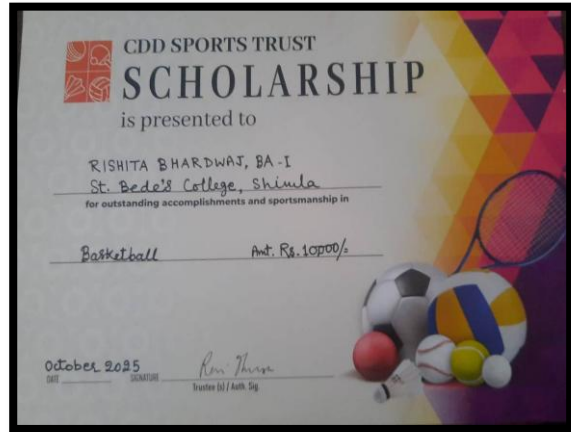 CDD SPORTS TRUST
SCHOLARSHIP
is presented to
RISHITA BHARDWAJ, BA-I
St. Bede's College, Shimla
for outstanding accomplishments and sportsmanship in
Basketball Amt. Rs. 10000/-
October 2025
DATE SIGNATURE
Trustee (s) / Auth. Sig.